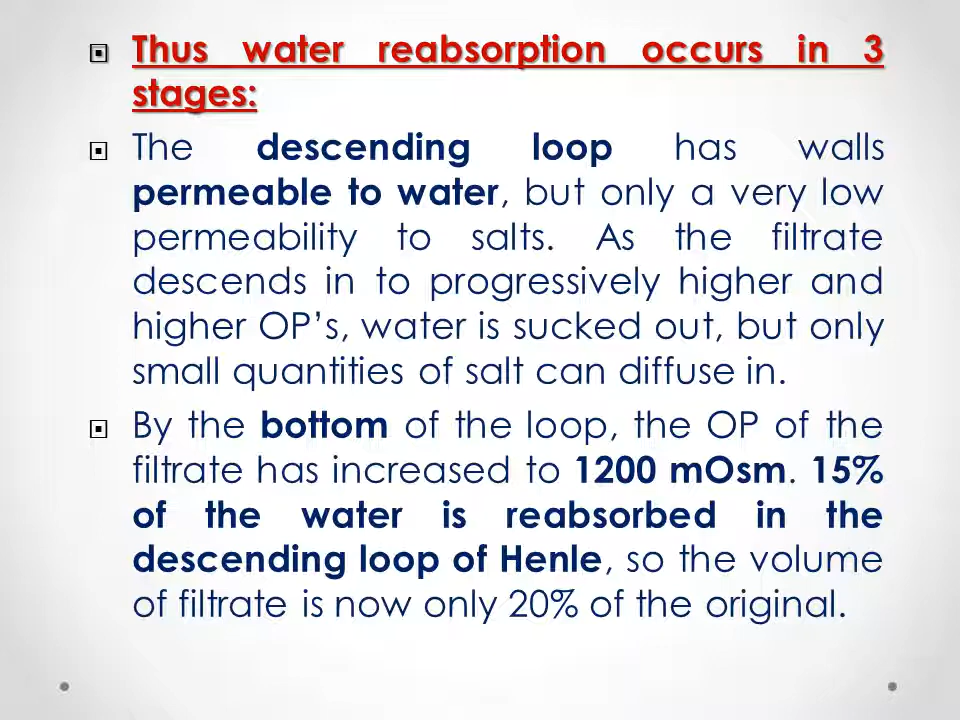 Thus water reabsorption occurs in 3
stages:
The descending loop has walls
permeable to water, but only a very low
permeability to salts. As the filtrate
descends in to progressively higher and
higher OP’s, water is sucked out, but only
small quantities of salt can diffuse in.
By the bottom of the loop, the OP of the
filtrate has increased to 1200 mOsm. 15%
of the water is reabsorbed in the
descending loop of Henle, so the volume
of filtrate is now only 20% of the original.